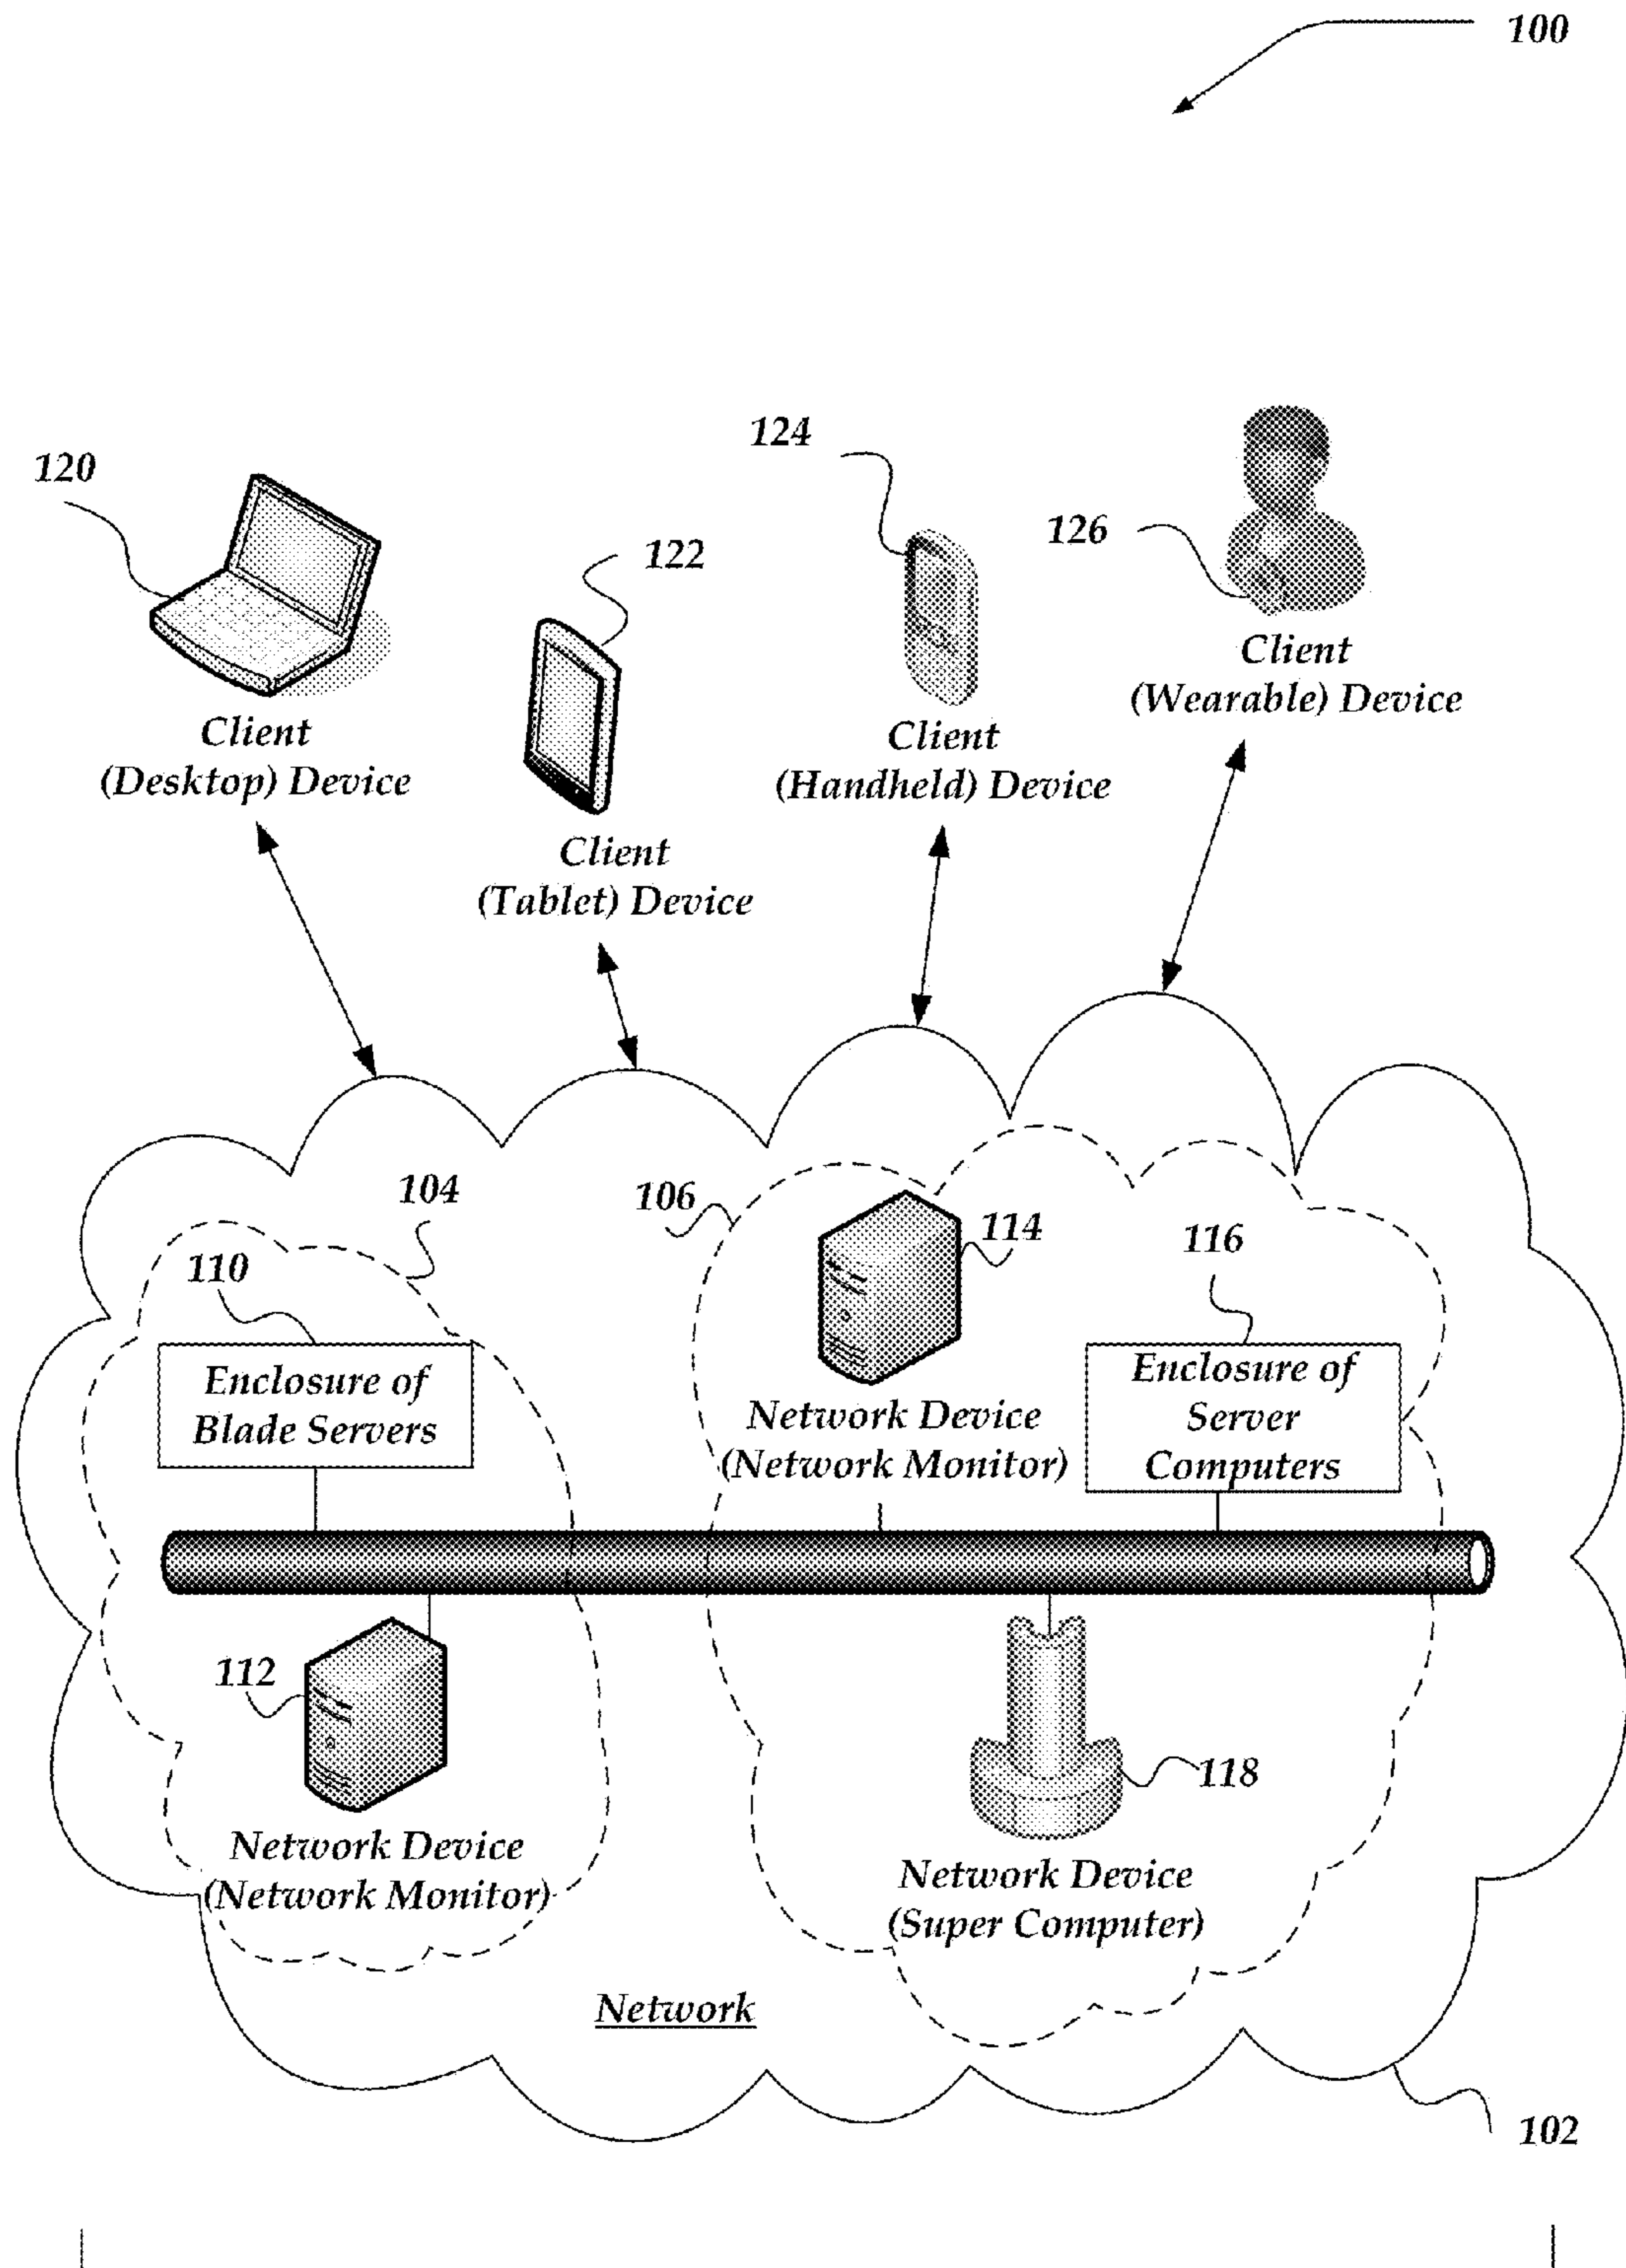 100
124
120
126
122
Client
(Wearable) Device
Client
(Desktop) Device
Client
(Handheld) Device
Client
(Tablet) Device
104
106
114
116
110
Enclosure of
Blade Servers
Enclosure of
Server
Computers
Network Device
(Network Monitor)
112
118
Network Device
(Network Monitor)
Network Device
(Super Computer)
Network
102